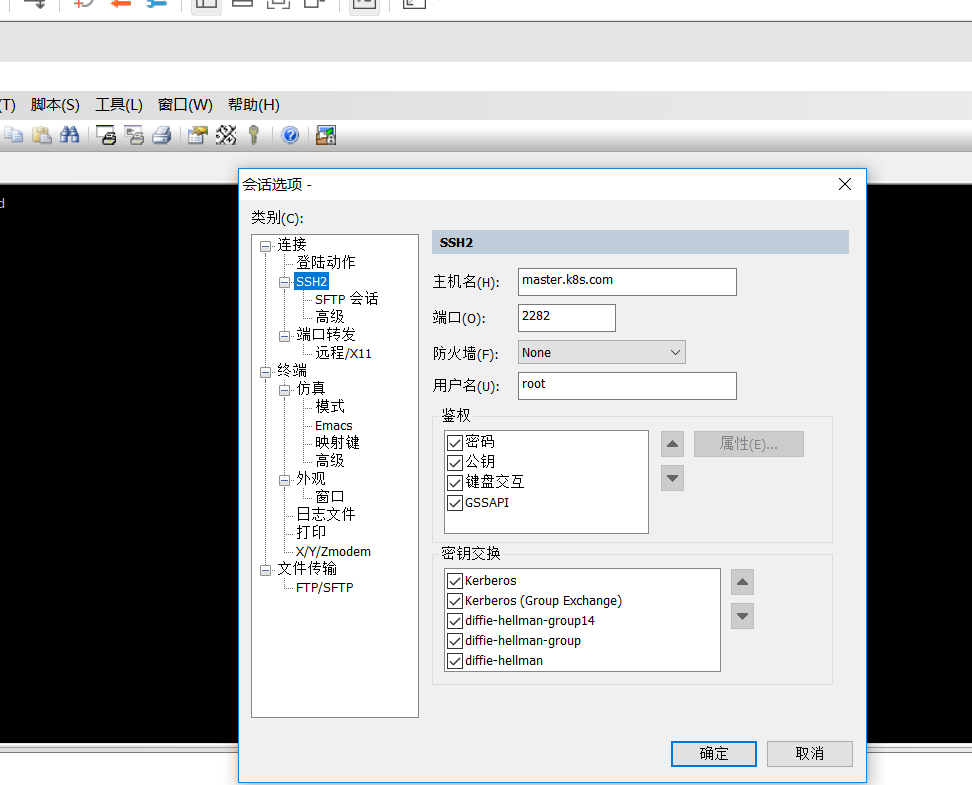 (T) 脚本(S) 工具(L) 窗口(W) 帮助(H)
d
会话选项 -
类别(C):
连接
登陆动作
SSH2
SFTP 会话
高级
端口转发
远程/X11
终端
仿真
模式
Emacs
映射键
高级
外观
窗口
日志文件
打印
X/Y/Zmodem
文件传输
FTP/SFTP
SSH2
主机名(H): master.k8s.com
端口(O): 2282
防火墙(F): None
用户名(U): root
鉴权
密码
公钥
键盘交互
GSSAPI
属性(E)...
密钥交换
Kerberos
Kerberos (Group Exchange)
diffie-hellman-group14
diffie-hellman-group
diffie-hellman
确定 取消